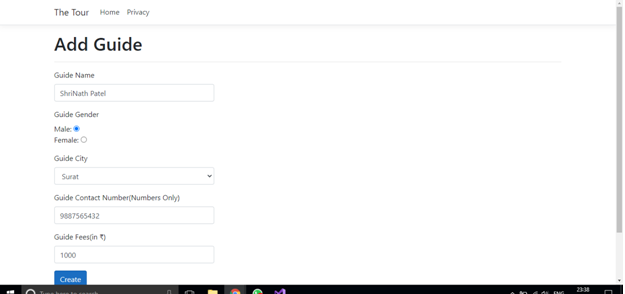 The Tour Home Privacy
Add Guide
Guide Name
ShriNath Patel
Guide Gender
Male:
Female:
Guide City
Surat
Guide Contact Number(Numbers Only)
9887565432
Guide Fees(in ₹)
1000
Create
Type here to search
ENG
23:38